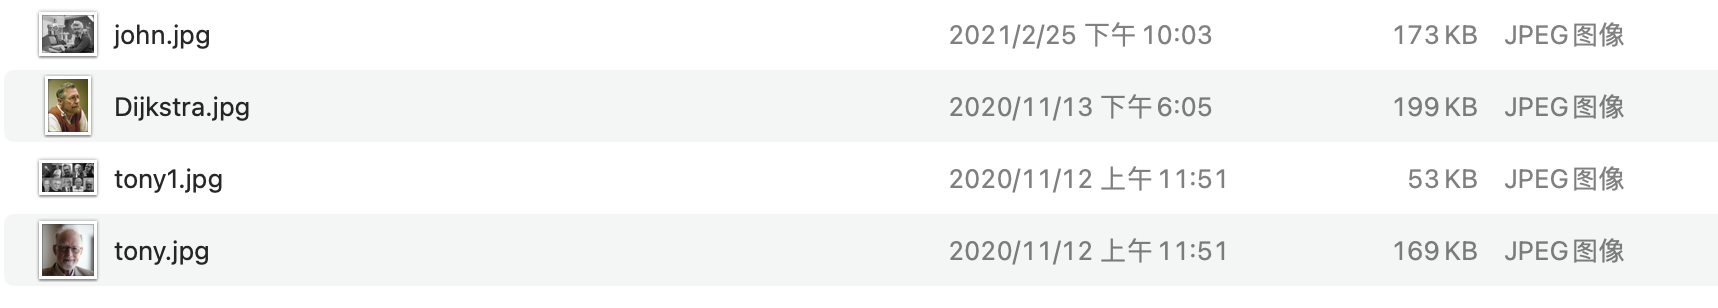 john.jpg 2021/2/25 下午 10:03 173 KB JPEG图像
Dijkstra.jpg 2020/11/13 下午 6:05 199 KB JPEG图像
tony1.jpg 2020/11/12 上午 11:51 53 KB JPEG图像
tony.jpg 2020/11/12 上午 11:51 169 KB JPEG图像